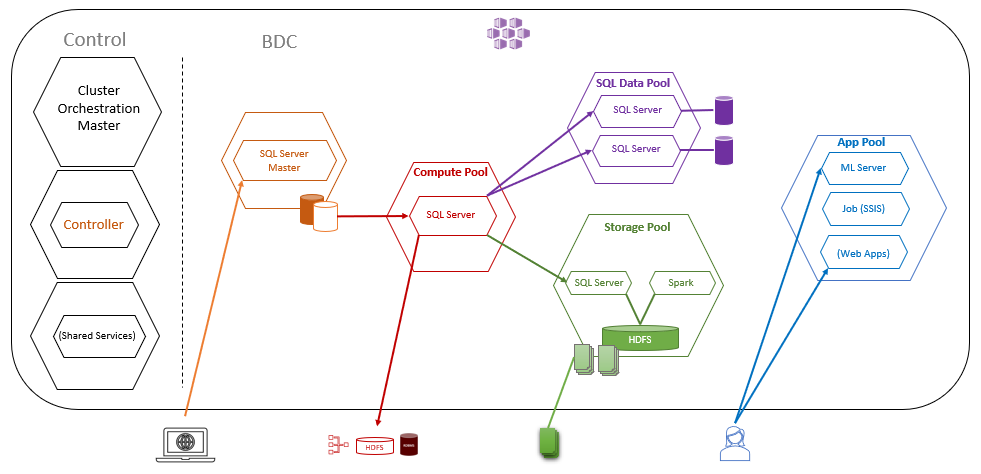 Control
BDC
Cluster
Orchestration
Master
Controller
(Shared Services)
SQL Server
Master
Compute Pool
SQL Server
SQL Data Pool
SQL Server
SQL Server
Storage Pool
SQL Server
Spark
HDFS
App Pool
ML Server
Job (SSIS)
(Web Apps)
HDFS